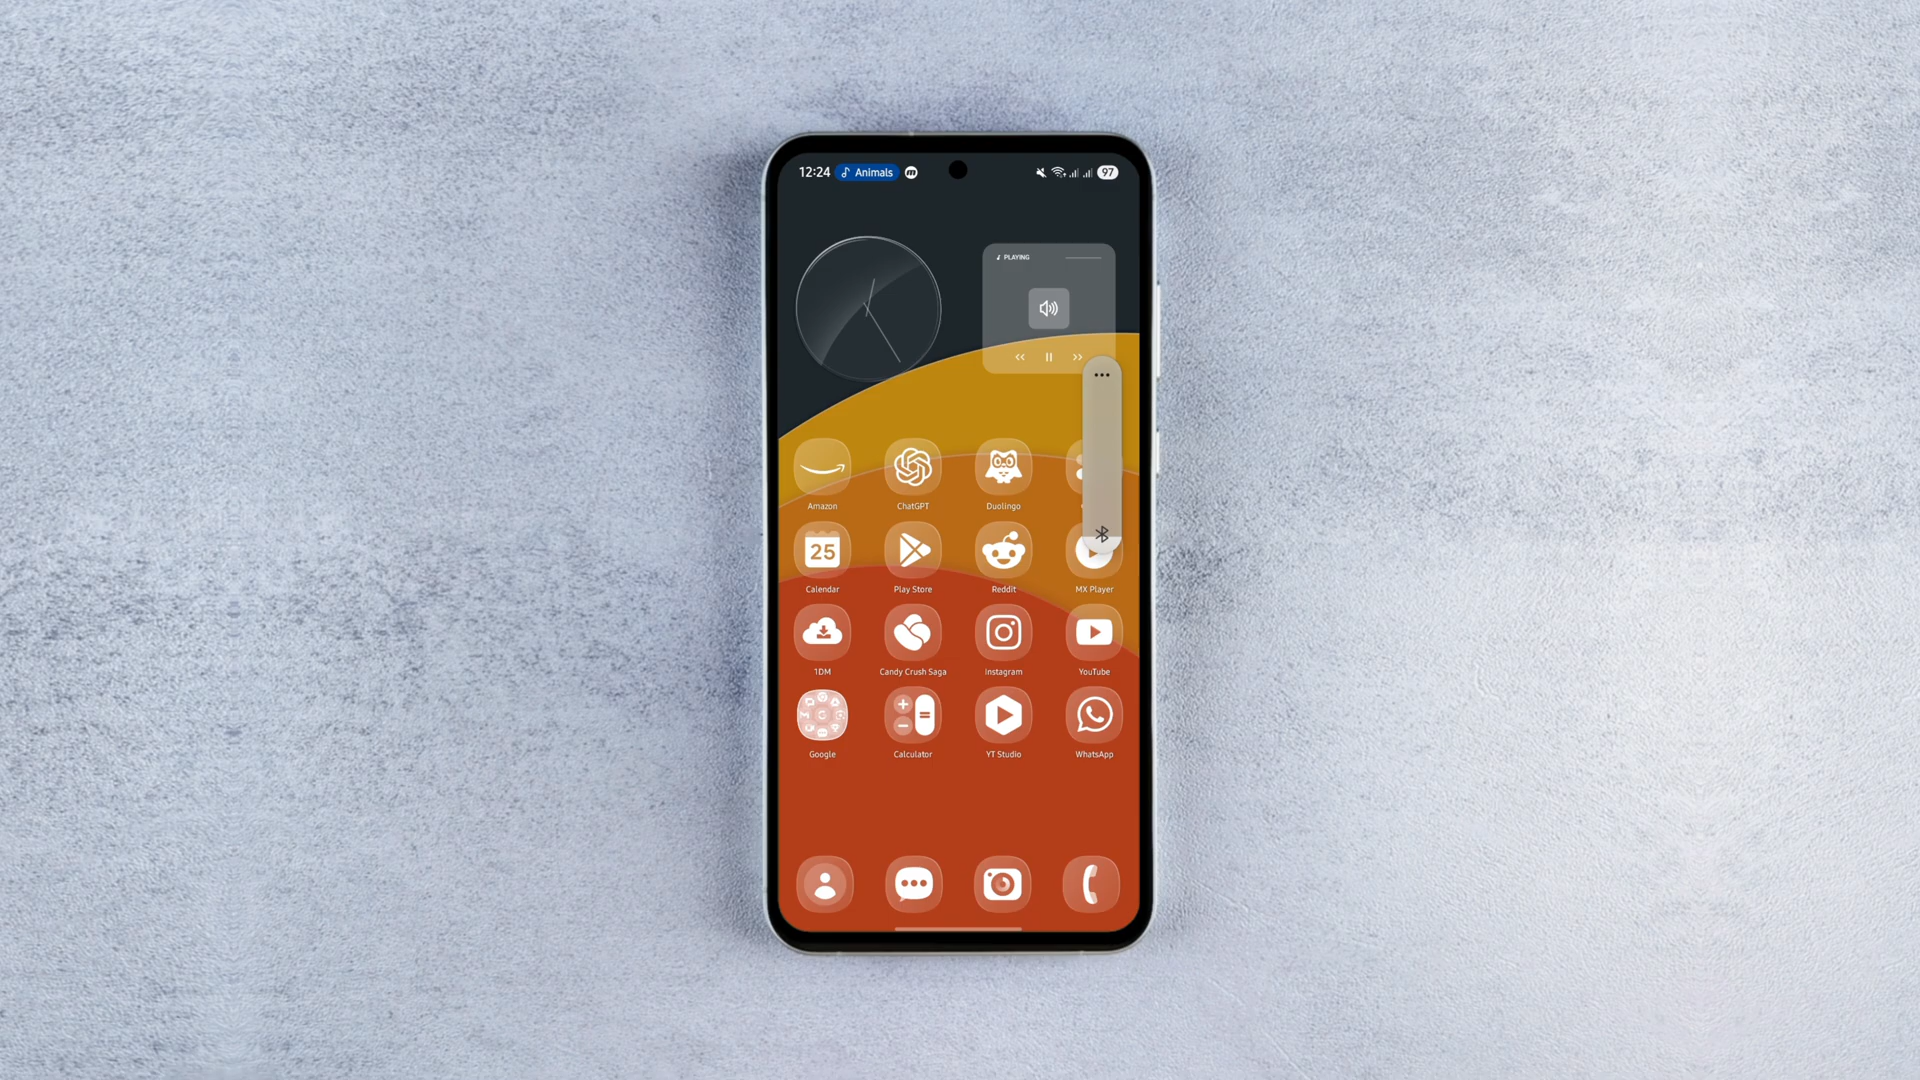 12:24 Animals 97
PLAYING
Amazon ChatGPT Duolingo
25
Calendar Play Store Reddit MX Player
1DM Candy Crush Saga Instagram YouTube
Google Calculator YT Studio WhatsApp